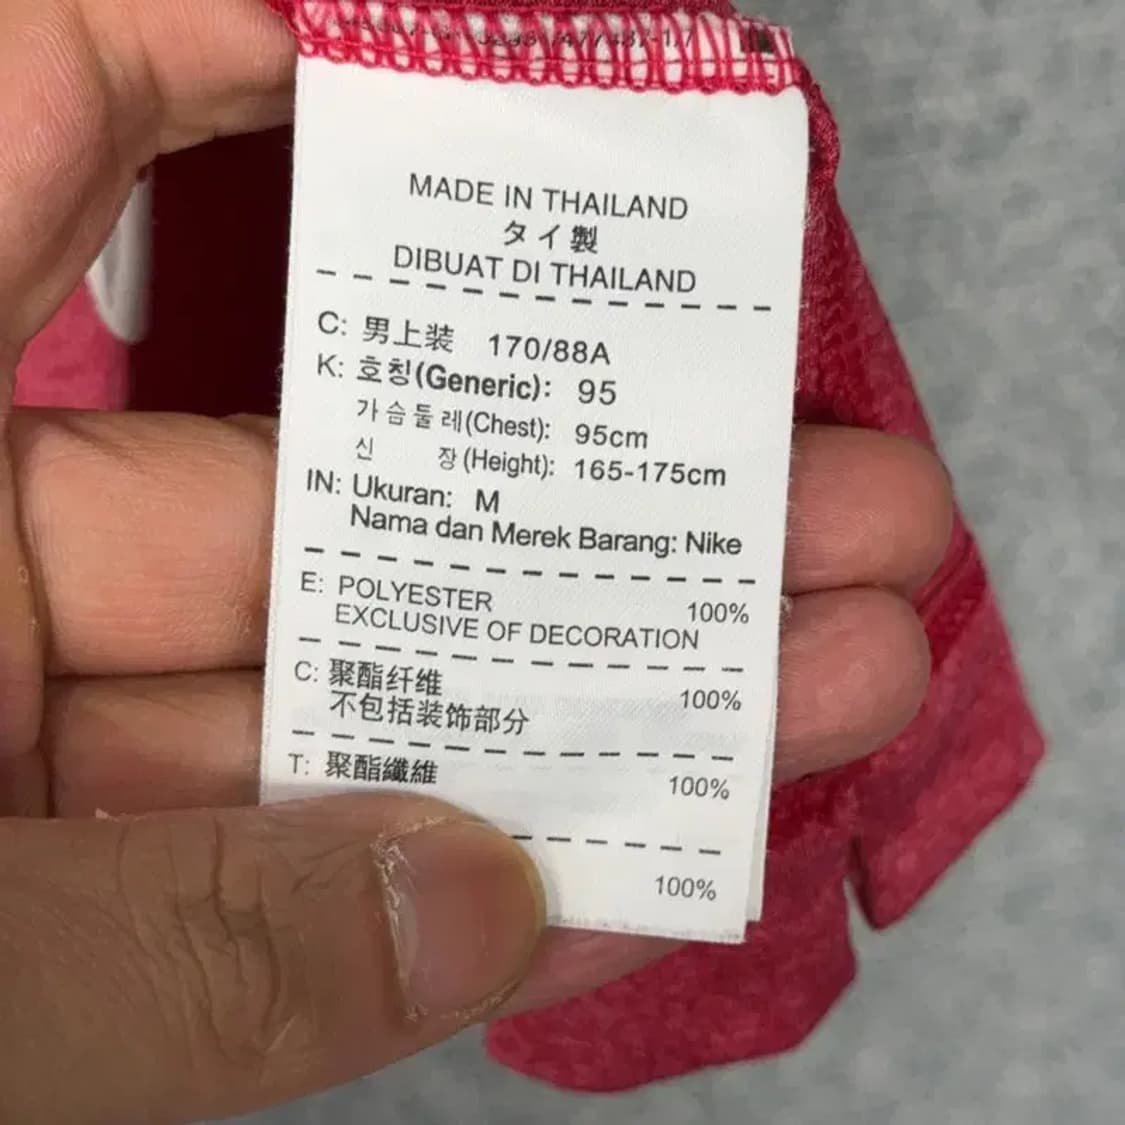 MADE IN THAILAND
タイ製
DIBUAT DI THAILAND
C: 男上装 170/88A
K: 호칭(Generic): 95
가슴둘레(Chest): 95cm
신 장(Height): 165-175cm
IN: Ukuran: M
Nama dan Merek Barang: Nike
E: POLYESTER 100%
EXCLUSIVE OF DECORATION
C: 聚酯纤维 100%
不包括装饰部分
T: 聚酯纖維 100%
100%